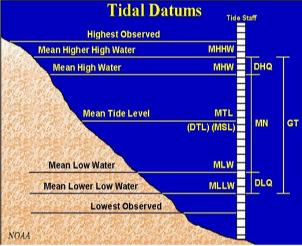 Tidal Datums
Tide Staff
Highest Observed
Mean Higher High Water MHHW
Mean High Water MHW DHQ
Mean Tide Level MTL MN GT
(DTL) (MSL)
Mean Low Water MLW
Mean Lower Low Water MLLW DLQ
Lowest Observed
NOAA